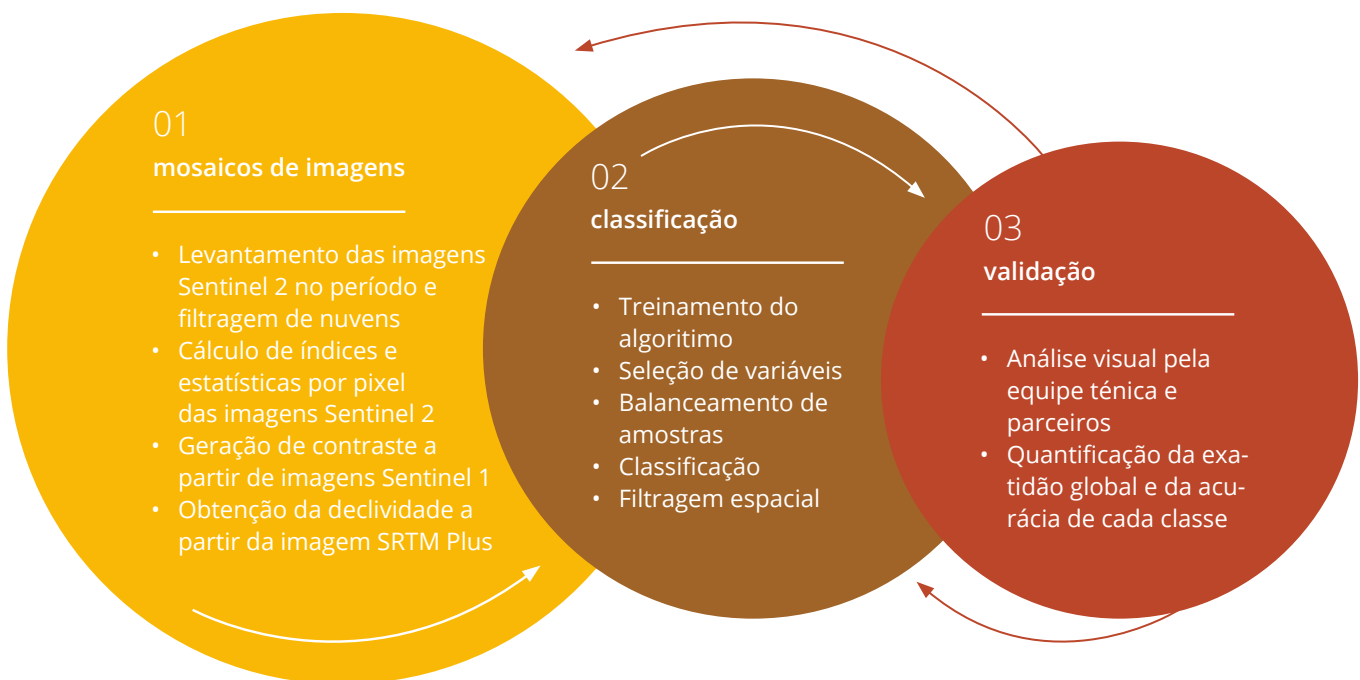 01
mosaicos de imagens
• Levantamento das imagens
Sentinel 2 no período e
filtragem de nuvens
• Cálculo de índices e
estatísticas por pixel
das imagens Sentinel 2
• Geração de contraste a
partir de imagens Sentinel 1
• Obtenção da declividade a
partir da imagem SRTM Plus
02
classificação
• Treinamento do
algoritimo
• Seleção de variáveis
• Balanceamento de
amostras
• Classificação
• Filtragem espacial
03
validação
• Análise visual pela
equipe ténica e
parceiros
• Quantificação da exa-
tidão global e da acu-
rácia de cada classe